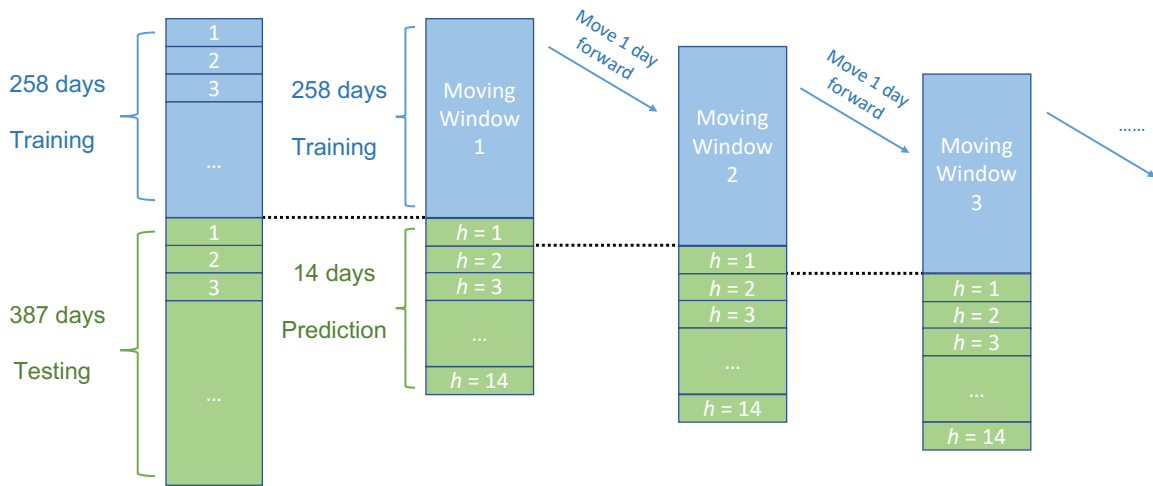 258 days
Training
387 days
Testing
1
2
3
...
1
2
3
...
258 days
Training
14 days
Prediction
Moving
Window
1
h = 1
h = 2
h = 3
...
h = 14
Move 1 day
forward
Moving
Window
2
h = 1
h = 2
h = 3
...
h = 14
Move 1 day
forward
Moving
Window
3
h = 1
h = 2
h = 3
...
h = 14
......